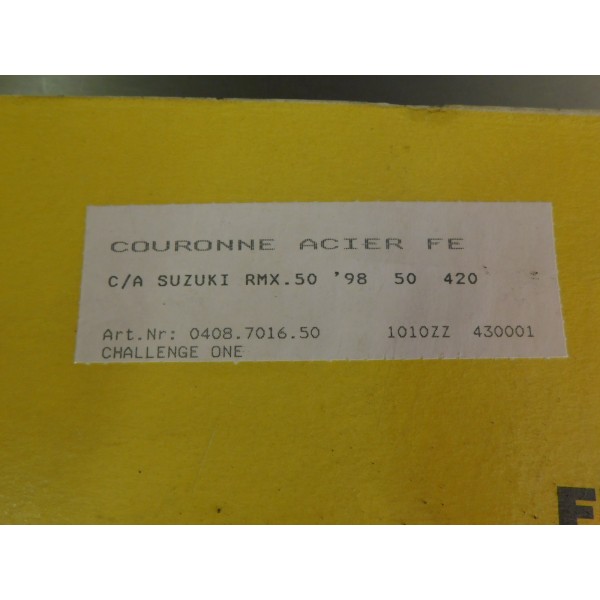 COURONNE ACIER FE
C/A SUZUKI RMX.50 '98 50 420
Art.Nr: 0408.7016.50 1010ZZ 430001
CHALLENGE ONE
F